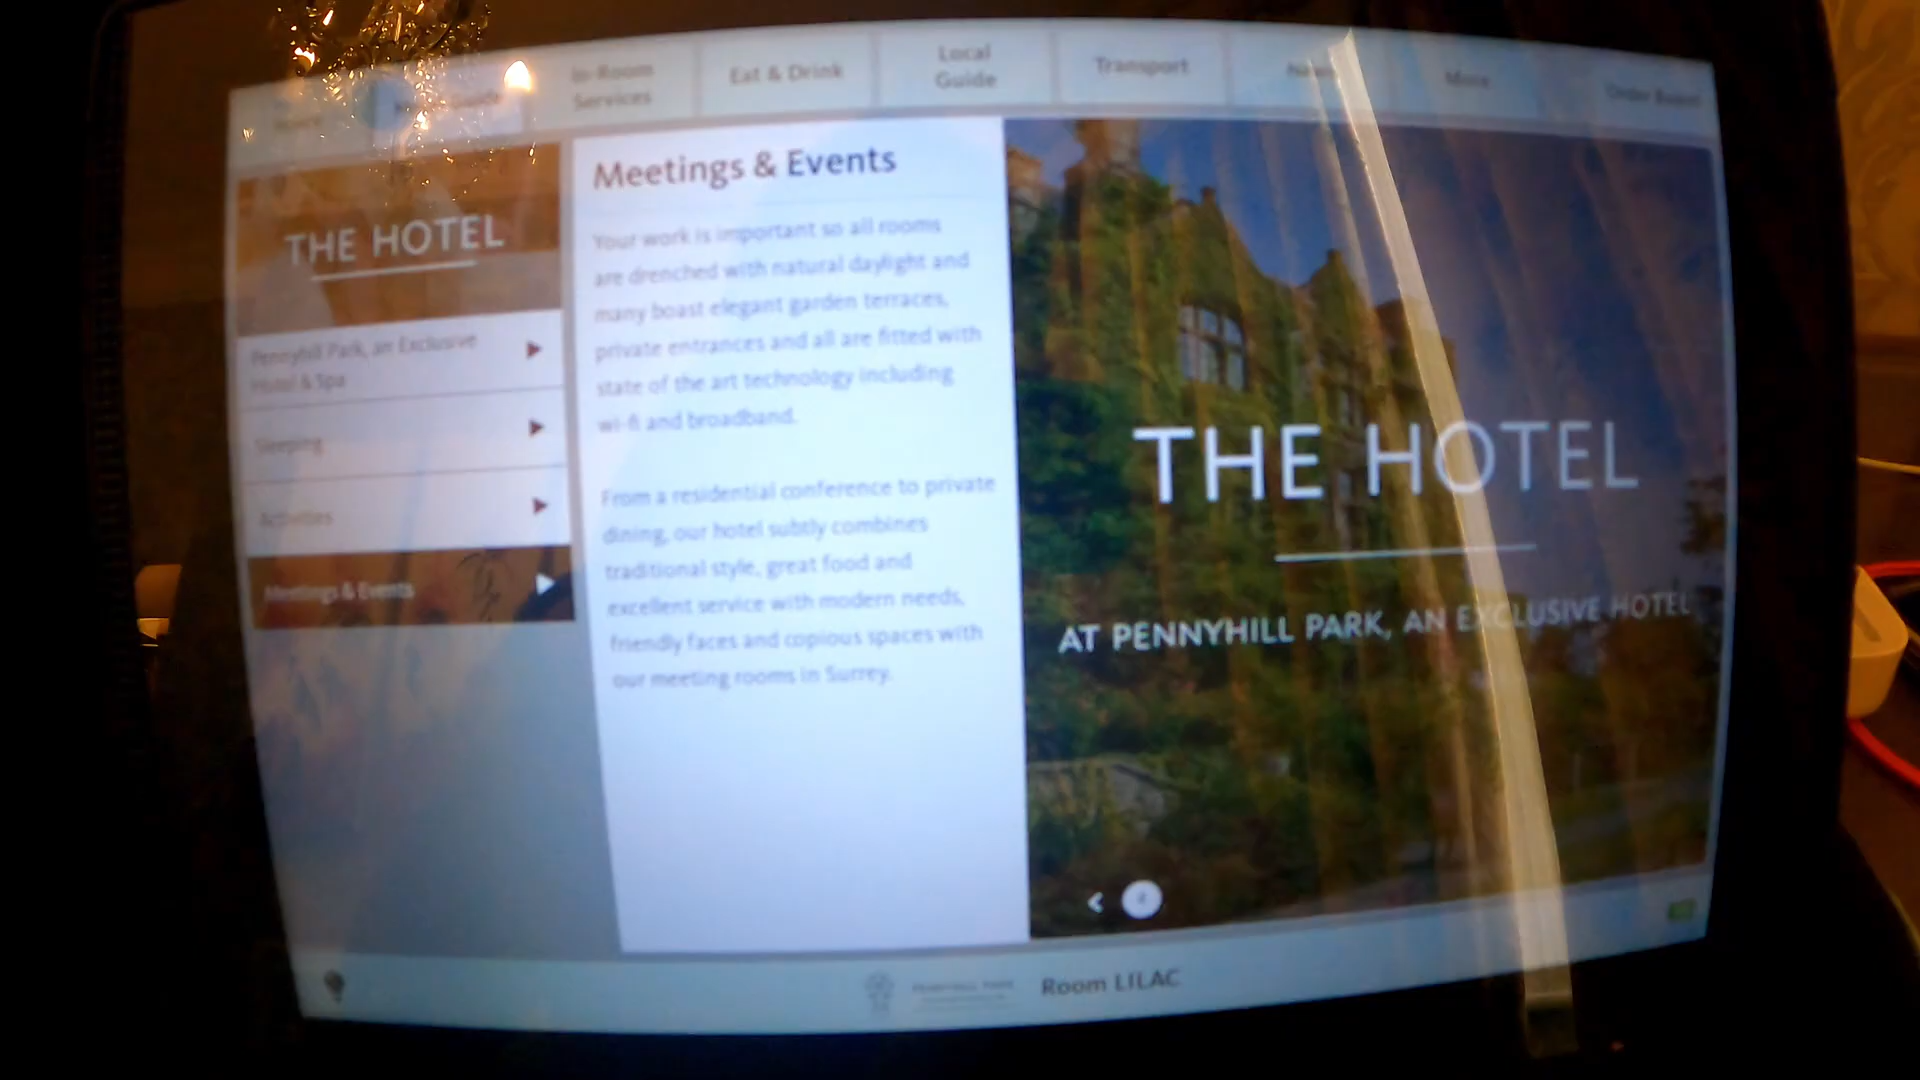 In-Room
Services
Eat & Drink
Local
Guide
Transport
News
More
THE HOTEL
Pennyhill Park, an Exclusive
Hotel & Spa
Sleeping
Activities
Meetings & Events
Meetings & Events
Your work is important so all rooms
are drenched with natural daylight and
many boast elegant garden terraces,
private entrances and all are fitted with
state of the art technology including
wi-fi and broadband.
From a residential conference to private
dining, our hotel subtly combines
traditional style, great food and
excellent service with modern needs,
friendly faces and copious spaces with
our meeting rooms in Surrey.
THE HOTEL
AT PENNYHILL PARK, AN EXCLUSIVE HOTEL
PENNYHILL PARK
Room LILAC